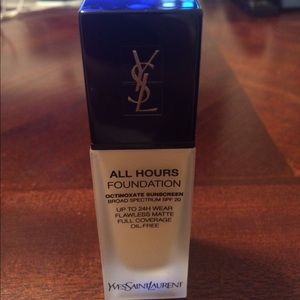 YSL
ALL HOURS
FOUNDATION
OCTINOXATE SUNSCREEN
BROAD SPECTRUM SPF 20
UP TO 24H WEAR
FLAWLESS MATTE
FULL COVERAGE
OIL-FREE
YVESSAINTLAURENT